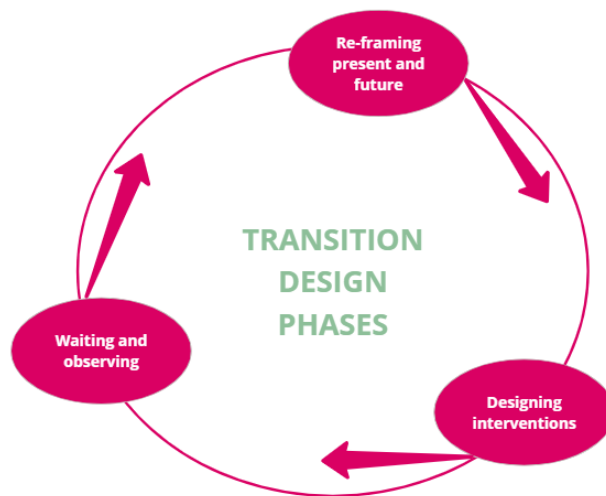 Re-framing
present and
future
TRANSITION
DESIGN
PHASES
Waiting and
observing
Designing
interventions